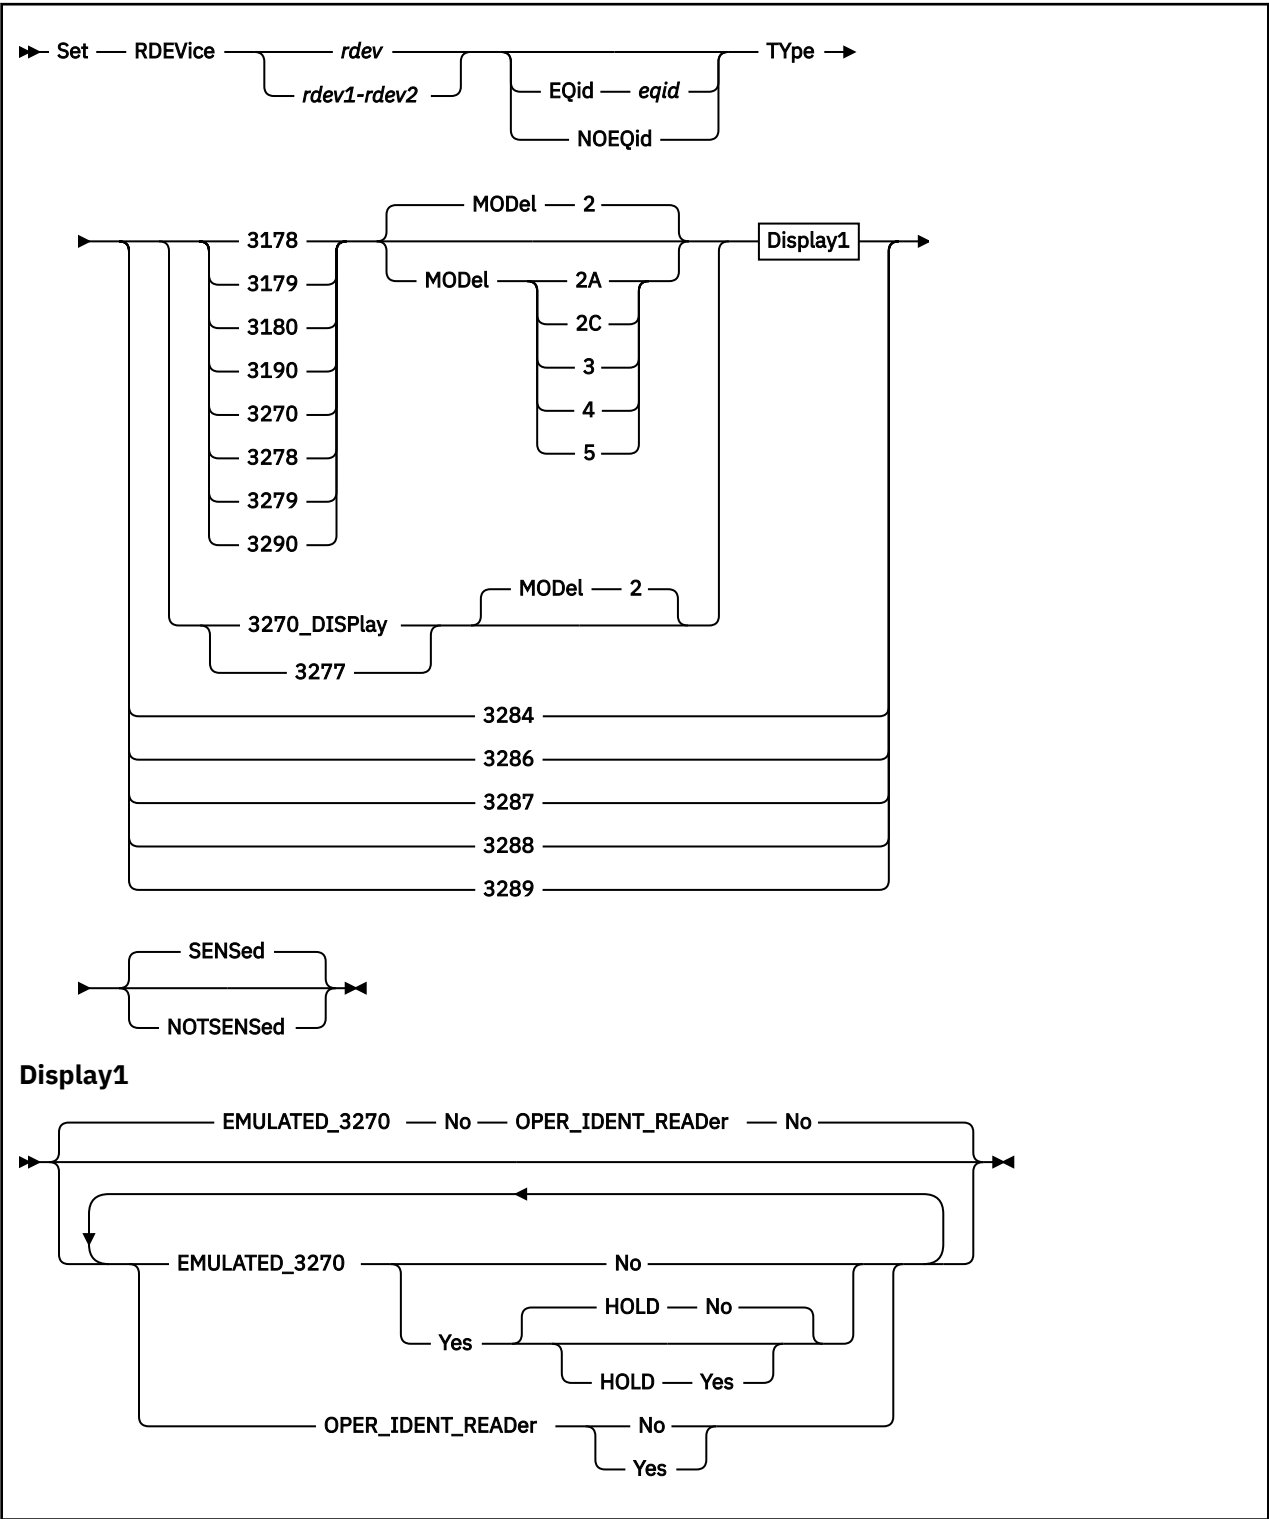 Set RDEVice rdev TYpe
rdev1-rdev2 EQid eqid
NOEQid
MODel 2
3178 Display1
3179 MODel 2A
3180 2C
3190 3
3270 4
3278 5
3279
3290
MODel 2
3270_DISPlay
3277
3284
3286
3287
3288
3289
SENSed
NOTSENSed
Display1
EMULATED_3270 No OPER_IDENT_READer No
EMULATED_3270 No
HOLD No
Yes
HOLD Yes
OPER_IDENT_READer No
Yes